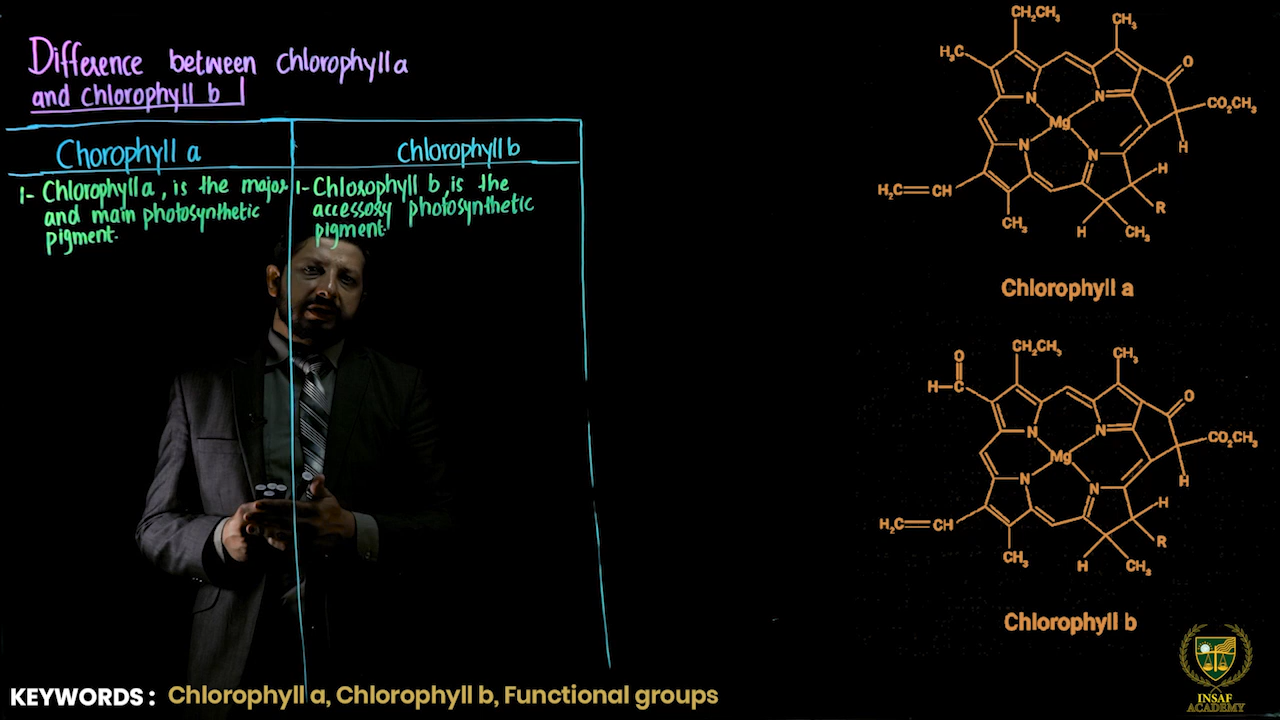 Difference between chlorophyll a
and Chlorophyll b
Chorophyll a
Chlorophyll b
1- Chlorophyll a, is the major
and main photosynthetic
pigment.
1- Chlorophyll b, is the
accessory photosynthetic
pigment.
CH₂CH₃
CH₃
H₃C
O
N
N
Mg
CO₂CH₃
N
N
H
H
H₂C=CH
R
CH₃
H
CH₃
Chlorophyll a
O
CH₂CH₃
CH₃
H-C
O
N
N
Mg
CO₂CH₃
N
N
H
H
H₂C=CH
R
CH₃
H
CH₃
Chlorophyll b
KEYWORDS : Chlorophyll a, Chlorophyll b, Functional groups
INSAF
ACADEMY